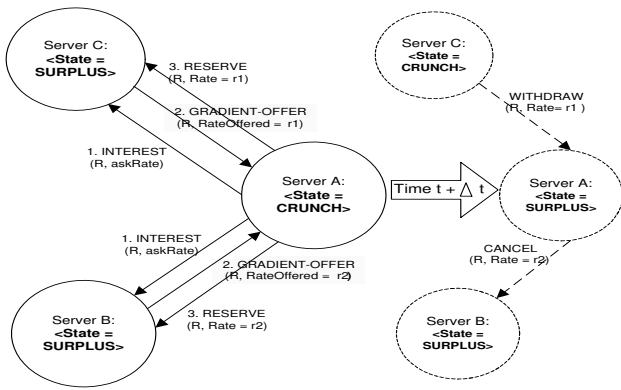 Server C:
<State =
SURPLUS>
3. RESERVE
(R, Rate = r1)
2. GRADIENT-OFFER
(R, RateOffered = r1)
1. INTEREST
(R, askRate)
Server A:
<State =
CRUNCH>
1. INTEREST
(R, askRate)
2. GRADIENT-OFFER
(R, RateOffered = r2)
3. RESERVE
(R, Rate = r2)
Server B:
<State =
SURPLUS>
Time t + Δ t
Server C:
<State =
CRUNCH>
WITHDRAW
(R, Rate= r1 )
Server A:
<State =
SURPLUS>
CANCEL
(R, Rate = r2)
Server B:
<State =
SURPLUS>